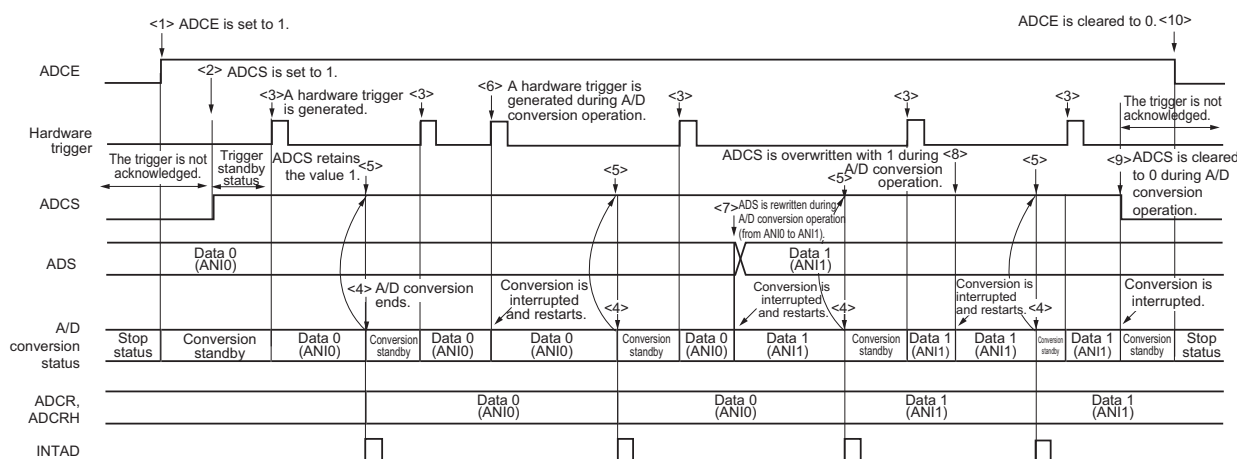 <1> ADCE is set to 1.
ADCE is cleared to 0. <10>
ADCE
<2> ADCS is set to 1.
<3> A hardware trigger
is generated.
<3>
<6> A hardware trigger is
generated during A/D
conversion operation.
<3>
<3>
<3>
The trigger is not
acknowledged.
Hardware
trigger
The trigger is not
acknowledged.
Trigger
standby
status
ADCS retains
the value 1.
<5>
<5>
ADCS is overwritten with 1 during
A/D conversion
operation.
<8>
<5>
<5>
<9> ADCS is cleared
to 0 during A/D
conversion
operation.
ADCS
<7> ADS is rewritten during
A/D conversion operation
(from ANI0 to ANI1).
ADS
Data 0
(ANI0)
Data 1
(ANI1)
<4> A/D conversion
ends.
Conversion is
interrupted
and restarts.
<4>
Conversion is
interrupted
and restarts.
<4>
Conversion is
interrupted
and restarts.
<4>
Conversion is
interrupted.
A/D
conversion
status
Stop
status
Conversion
standby
Data 0
(ANI0)
Conversion
standby
Data 0
(ANI0)
Data 0
(ANI0)
Conversion
standby
Data 0
(ANI0)
Data 1
(ANI1)
Conversion
standby
Data 1
(ANI1)
Data 1
(ANI1)
Conversion
standby
Data 1
(ANI1)
Conversion
standby
Stop
status
ADCR,
ADCRH
Data 0
(ANI0)
Data 0
(ANI0)
Data 1
(ANI1)
Data 1
(ANI1)
INTAD